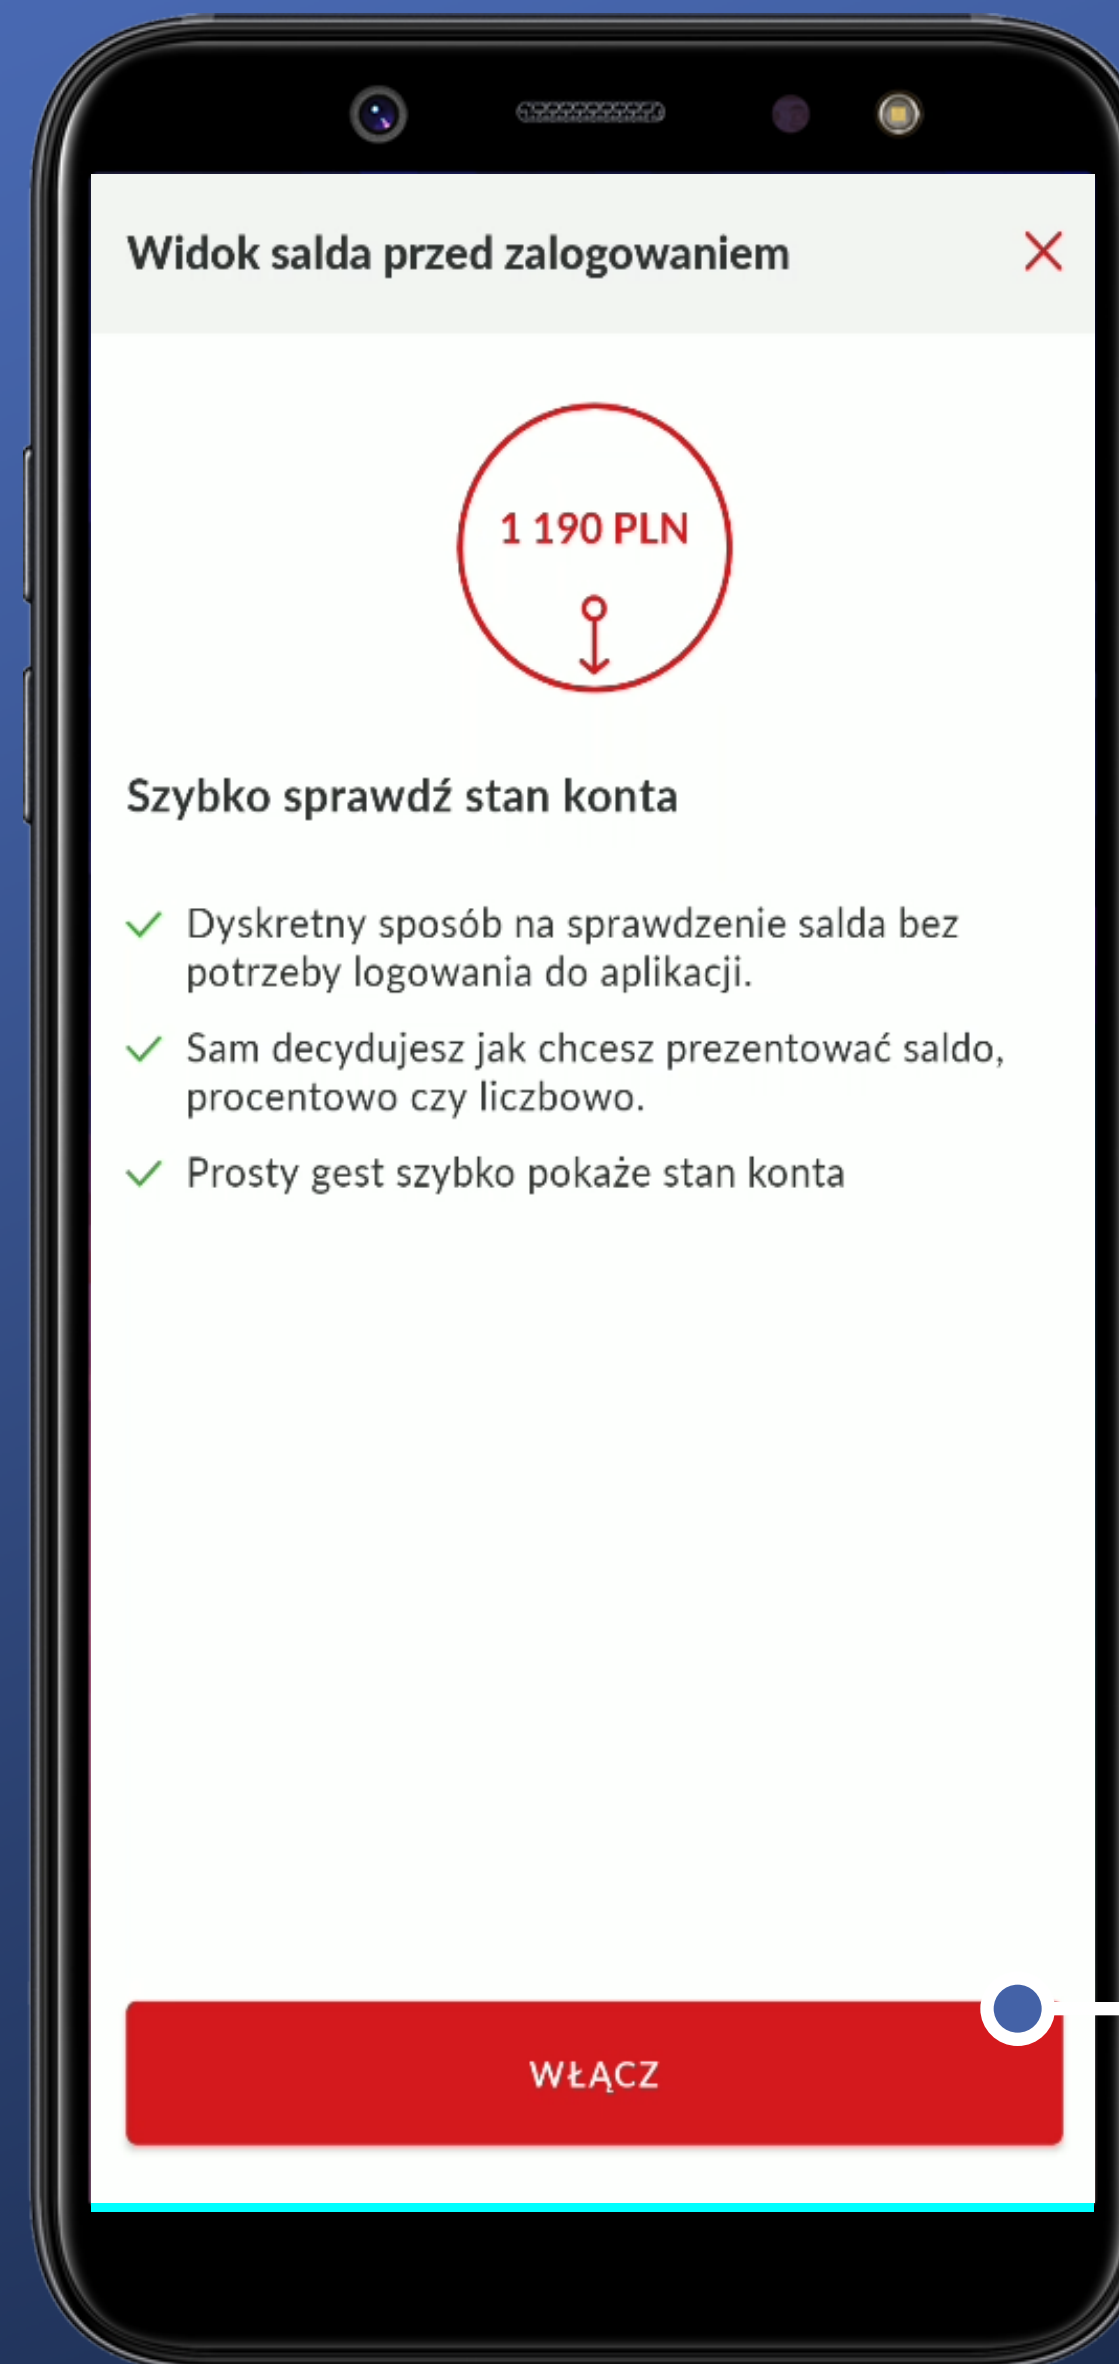 Widok salda przed zalogowaniem
1 190 PLN
Szybko sprawdź stan konta
Dyskretny sposób na sprawdzenie salda bez
potrzeby logowania do aplikacji.
Sam decydujesz jak chcesz prezentować saldo,
procentowo czy liczbowo.
Prosty gest szybko pokaże stan konta
WŁĄCZ